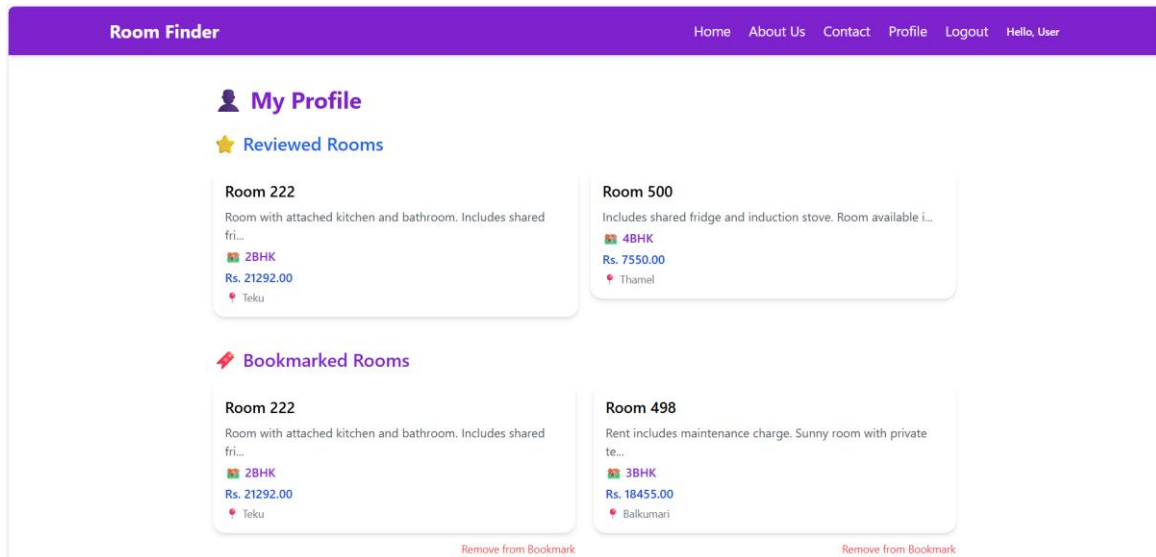 Room Finder
Home About Us Contact Profile Logout Hello, User
My Profile
Reviewed Rooms
Room 222
Room with attached kitchen and bathroom. Includes shared
fri...
2BHK
Rs. 21292.00
Teku
Room 500
Includes shared fridge and induction stove. Room available i...
4BHK
Rs. 7550.00
Thamel
Bookmarked Rooms
Room 222
Room with attached kitchen and bathroom. Includes shared
fri...
2BHK
Rs. 21292.00
Teku
Remove from Bookmark
Room 498
Rent includes maintenance charge. Sunny room with private
te...
3BHK
Rs. 18455.00
Balkumari
Remove from Bookmark